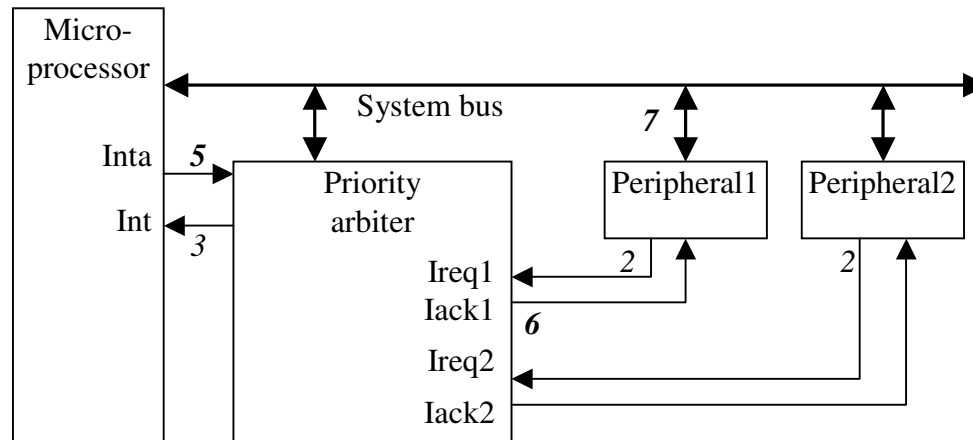 Micro-
processor
System bus
7
Inta
5
Priority
arbiter
Peripheral1
Peripheral2
Int
3
2
2
Ireq1
Iack1
6
Ireq2
Iack2